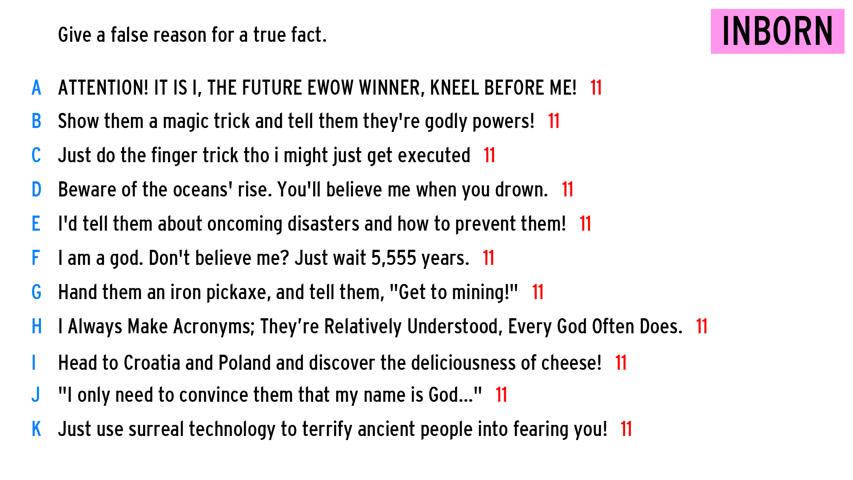 Give a false reason for a true fact.
INBORN
A ATTENTION! IT IS I, THE FUTURE EWOW WINNER, KNEEL BEFORE ME! 11
B Show them a magic trick and tell them they're godly powers! 11
C Just do the finger trick tho i might just get executed 11
D Beware of the oceans' rise. You'll believe me when you drown. 11
E I'd tell them about oncoming disasters and how to prevent them! 11
F I am a god. Don't believe me? Just wait 5,555 years. 11
G Hand them an iron pickaxe, and tell them, "Get to mining!" 11
H I Always Make Acronyms; They’re Relatively Understood, Every God Often Does. 11
I Head to Croatia and Poland and discover the deliciousness of cheese! 11
J "I only need to convince them that my name is God..." 11
K Just use surreal technology to terrify ancient people into fearing you! 11